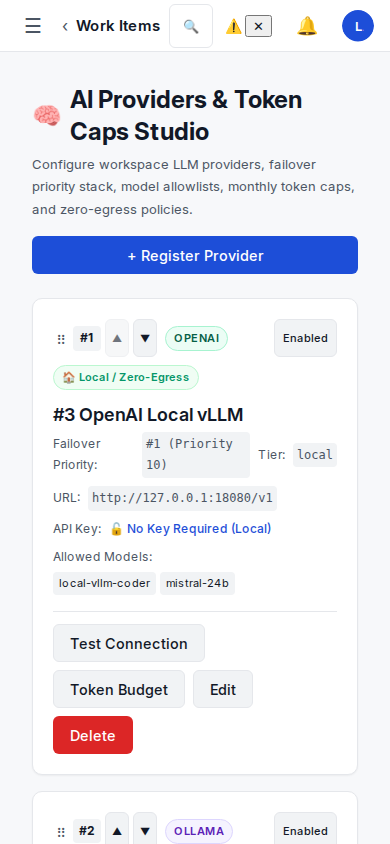 Work Items
L
AI Providers & Token
Caps Studio
Configure workspace LLM providers, failover
priority stack, model allowlists, monthly token caps,
and zero-egress policies.
+ Register Provider
#1 ▲ ▼ OPENAI Enabled
Local / Zero-Egress
#3 OpenAI Local vLLM
Failover Priority: #1 (Priority 10) Tier: local
URL: http://127.0.0.1:18080/v1
API Key: No Key Required (Local)
Allowed Models:
local-vllm-coder mistral-24b
Test Connection
Token Budget Edit
Delete
#2 ▲ ▼ OLLAMA Enabled